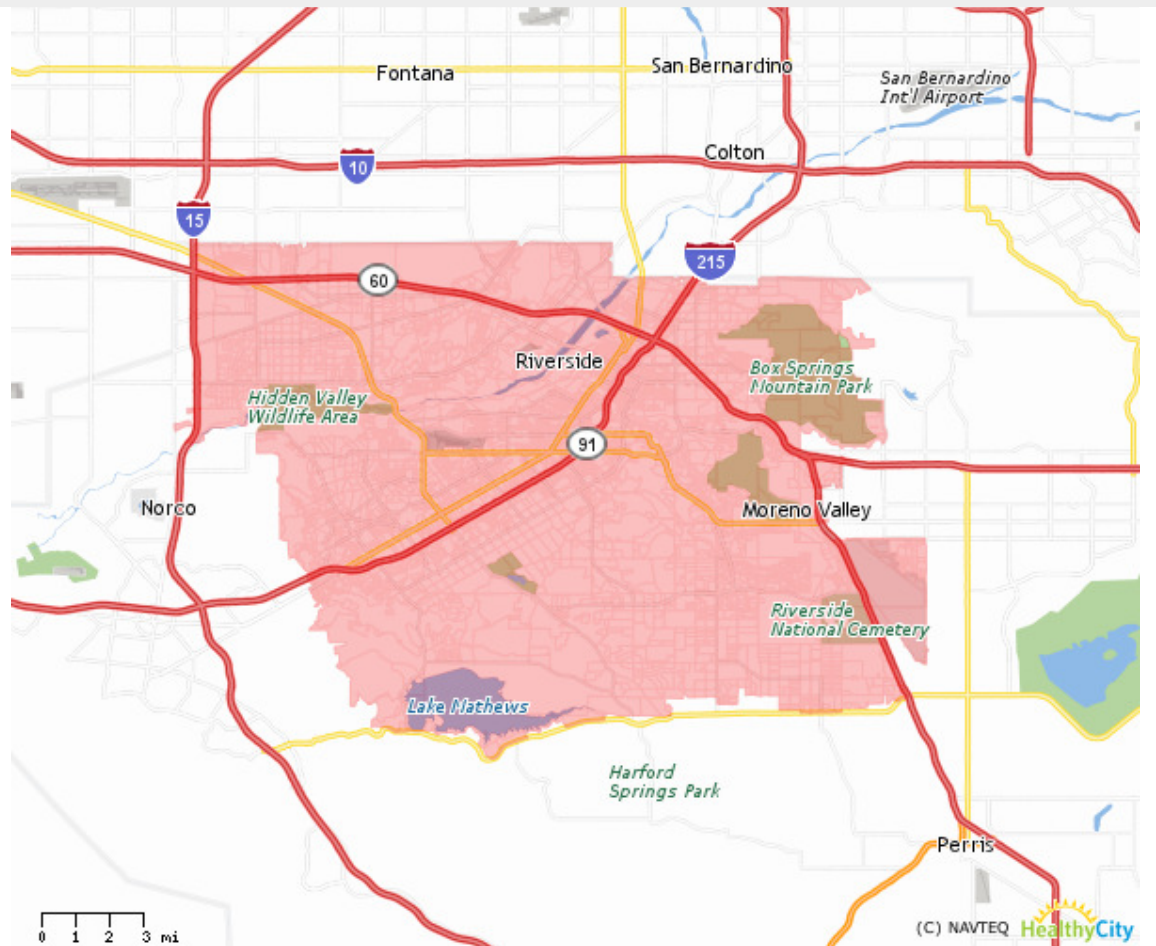 Fontana
San Bernardino
San Bernardino
Int'l Airport
Colton
10
15
215
60
Riverside
Box Springs
Mountain Park
Hidden Valley
Wildlife Area
91
Norco
Moreno Valley
Riverside
National Cemetery
Lake Mathews
Harford
Springs Park
Perris
0 1 2 3 mi
(C) NAVTEQ HealthyCity